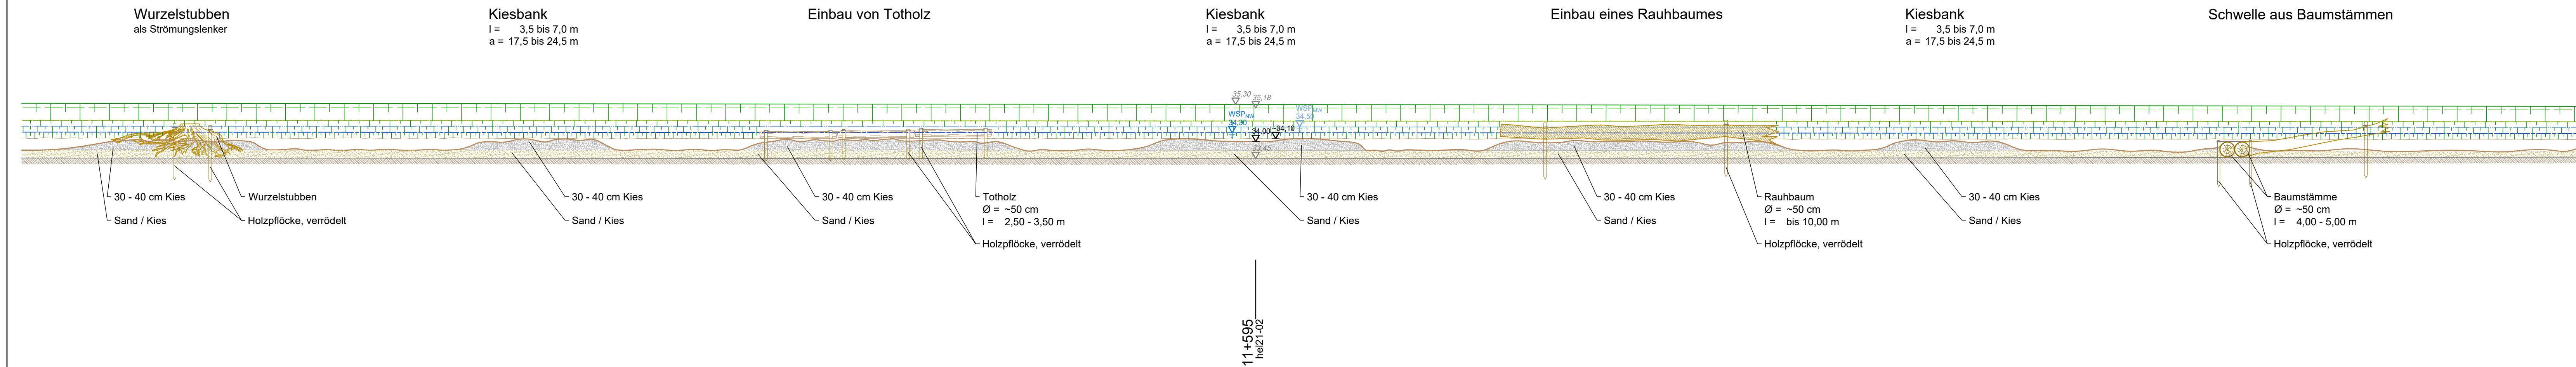 Wurzelstubben
als Strömungslenker
Kiesbank
l = 3,5 bis 7,0 m
a = 17,5 bis 24,5 m
Einbau von Totholz
Kiesbank
l = 3,5 bis 7,0 m
a = 17,5 bis 24,5 m
Einbau eines Rauhbaumes
Kiesbank
l = 3,5 bis 7,0 m
a = 17,5 bis 24,5 m
Schwelle aus Baumstämmen
35,30
35,18
WSP NW
34,30
WSP MW
34,50
34,00
~34,10
33,45
30 - 40 cm Kies
Sand / Kies
Wurzelstubben
Holzpflöcke, verrödelt
30 - 40 cm Kies
Sand / Kies
30 - 40 cm Kies
Sand / Kies
Totholz
Ø = ~50 cm
l = 2,50 - 3,50 m
Holzpflöcke, verrödelt
30 - 40 cm Kies
Sand / Kies
30 - 40 cm Kies
Sand / Kies
Rauhbaum
Ø = ~50 cm
l = bis 10,00 m
Holzpflöcke, verrödelt
30 - 40 cm Kies
Sand / Kies
Baumstämme
Ø = ~50 cm
l = 4,00 - 5,00 m
Holzpflöcke, verrödelt
11+595
hel21-02